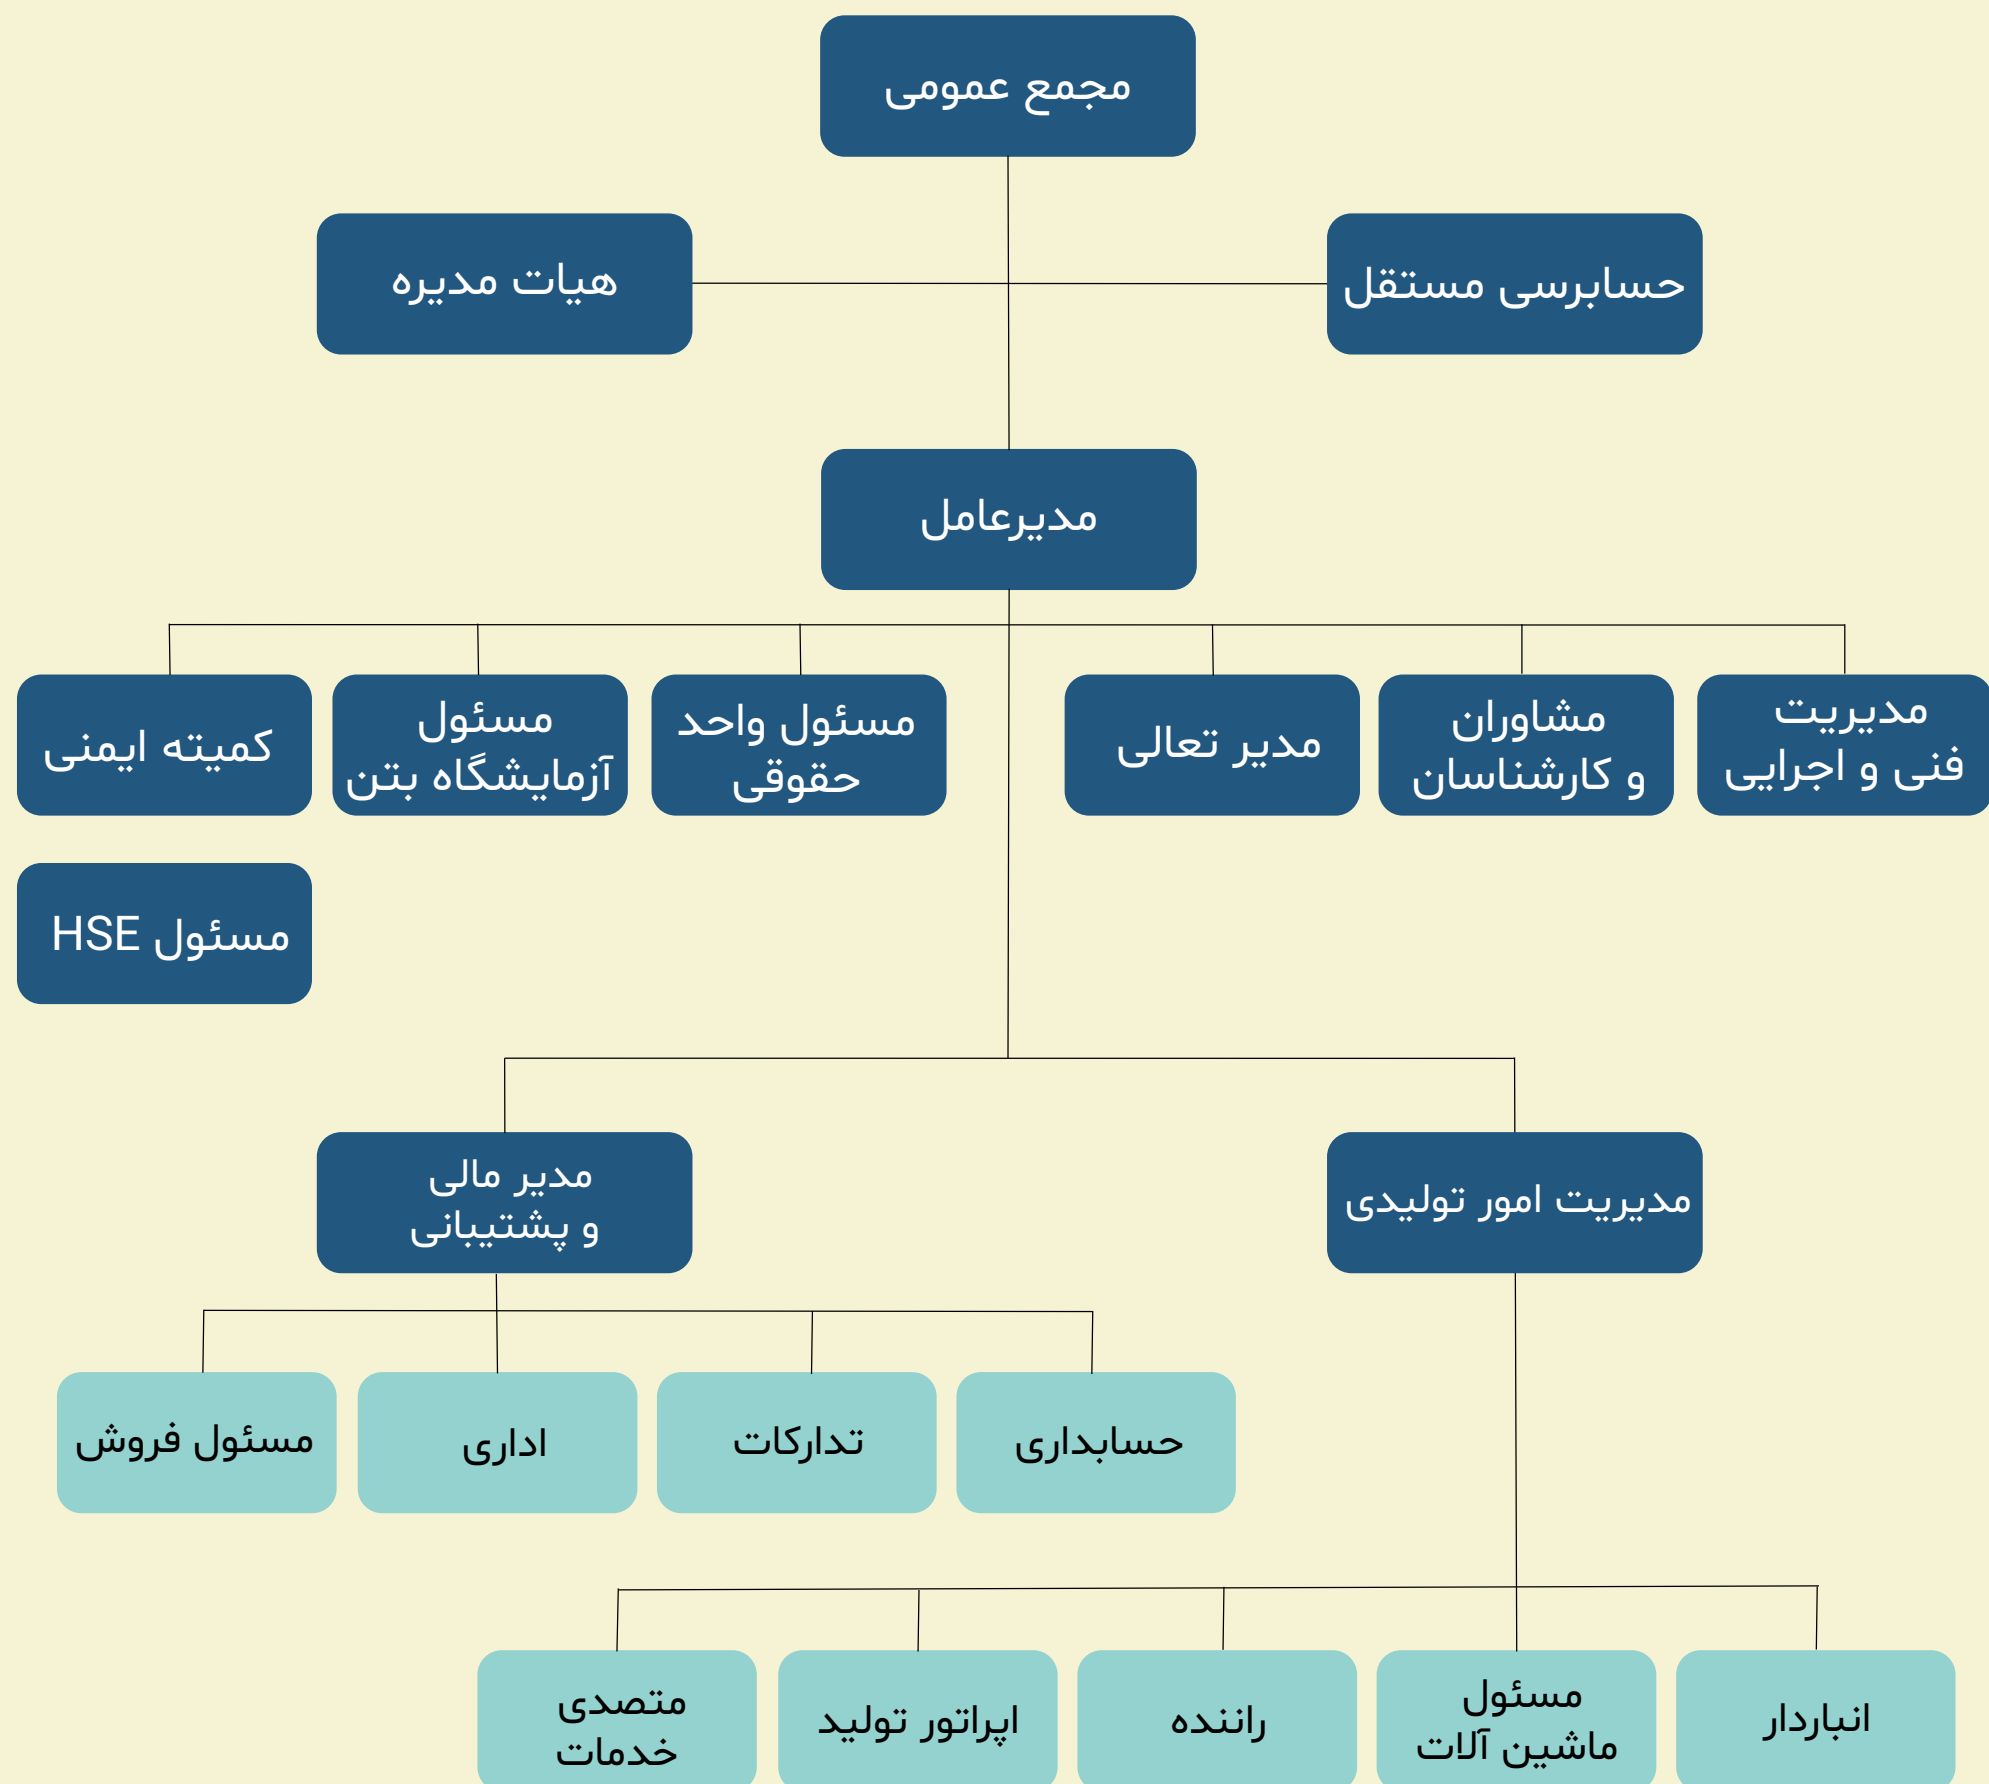 مجمع عمومی
حسابرسی مستقل
هیات مدیره
مدیرعامل
مدیریت
فنی و اجرایی
مشاوران
و کارشناسان
مدیر تعالی
مسئول واحد
حقوقی
مسئول
آزمایشگاه بتن
کمیته ایمنی
مسئول HSE
مدیریت امور تولیدی
مدیر مالی
و پشتیبانی
حسابداری
تدارکات
اداری
مسئول فروش
انباردار
مسئول
ماشین آلات
راننده
اپراتور تولید
متصدی
خدمات